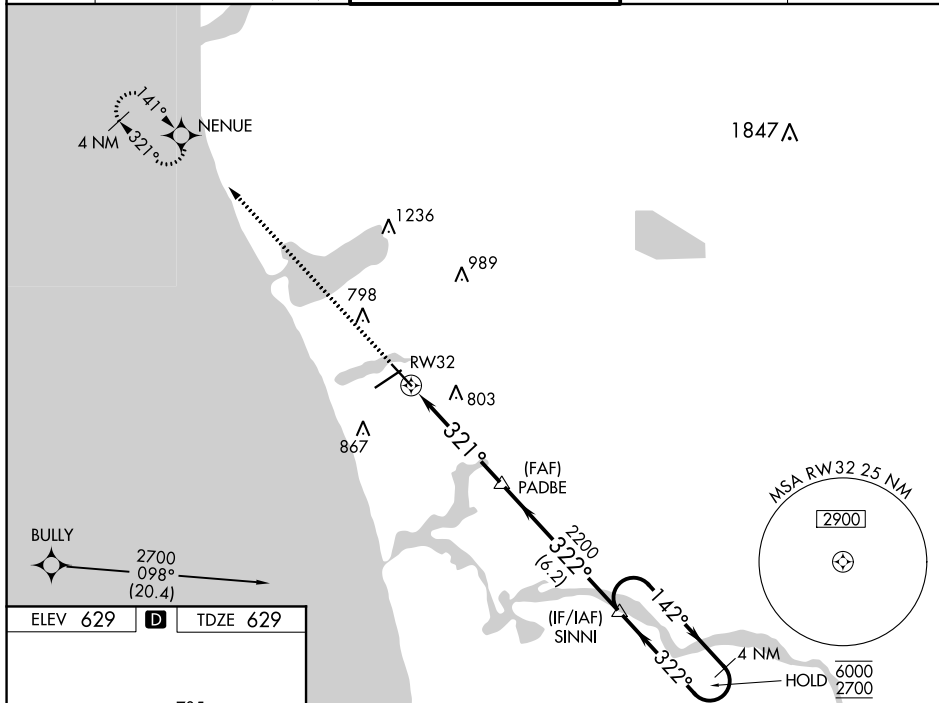 141°
NENUE
4 NM
321°
1847
1236
989
798
RW32
803
867
321°
(FAF)
PADBE
MSA RW32 25 NM
2900
BULLY
2700
098°
(20.4)
2200
322°
(6.2)
(IF/IAF)
SINNI
142°
322°
4 NM
HOLD
6000
2700
ELEV 629
D
TDZE 629